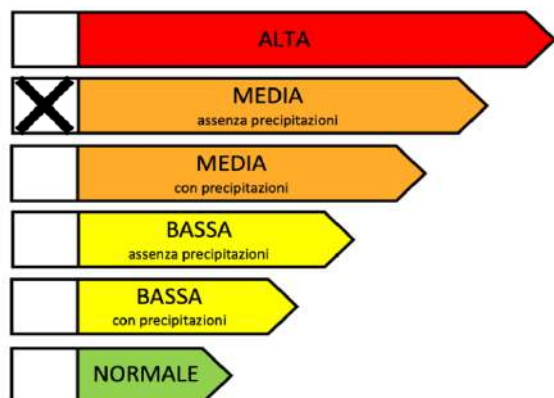 ALTA
MEDIA
assenza precipitazioni
MEDIA
con precipitazioni
BASSA
assenza precipitazioni
BASSA
con precipitazioni
NORMALE